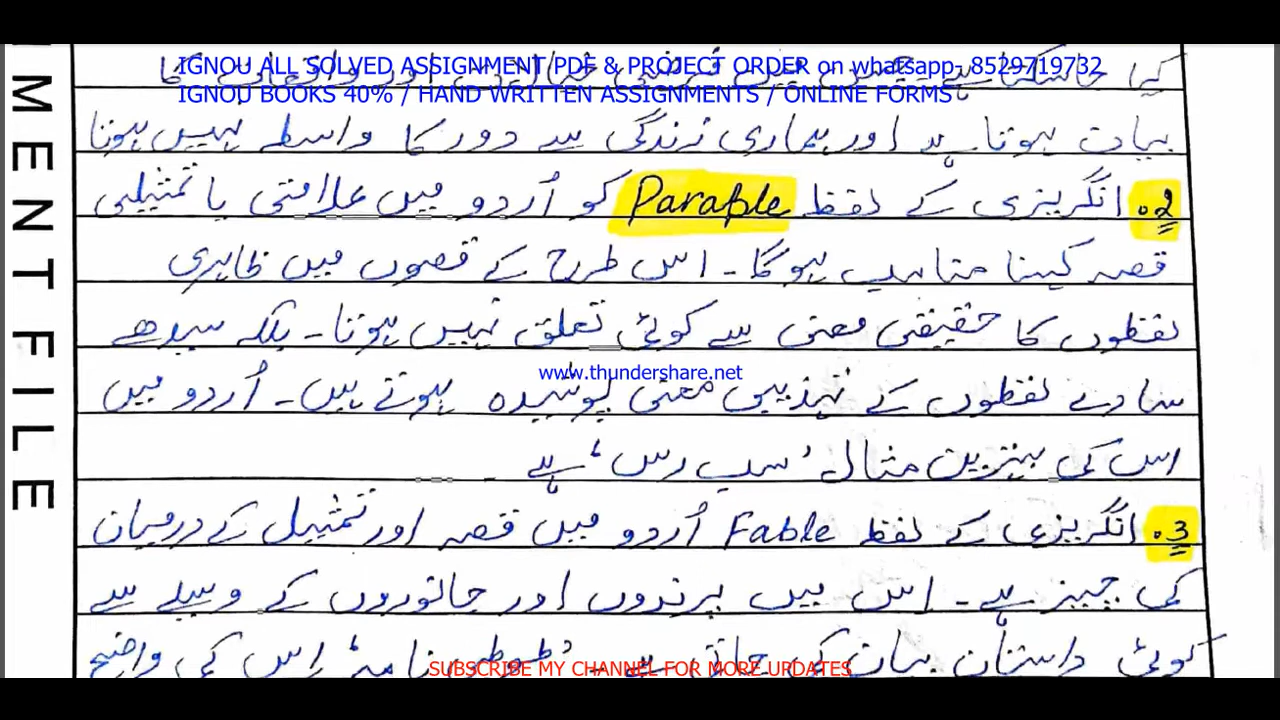 IGNOU ALL SOLVED ASSIGNMENT PDF & PROJECT ORDER on whatsapp- 8529719732
IGNOU BOOKS 40% / HAND WRITTEN ASSIGNMENTS / ONLINE FORMS
MENT FILE
بیان ہوتا ہے اور ہماری زندگی سے دور کا واسطہ نہیں ہوتا
2. انگریزی کے لفظ Parable کو اُردو میں علامتی یا تمثیلی
قصہ کہنا مناسب ہوگا۔ اس طرح کے قصوں میں ظاہری
لفظوں کا حقیقی معنی سے کوئی تعلق نہیں ہوتا۔ بلکہ سیدھے
www.thundershare.net
سادے لفظوں کے تہذیبی معنی پوشیدہ ہوتے ہیں۔ اُردو میں
اس کی بہترین مثال 'سب رس' ہے
3. انگریزی کے لفظ Fable اُردو میں قصہ اور تمثیل کے درمیان
کی چیز ہے۔ اس میں پرندوں اور جانوروں کے وسیلے سے
کوئی داستان بیان کی جاتی ہے۔ نامہ اس کی واضح
SUBSCRIBE MY CHANNEL FOR MORE UPDATES